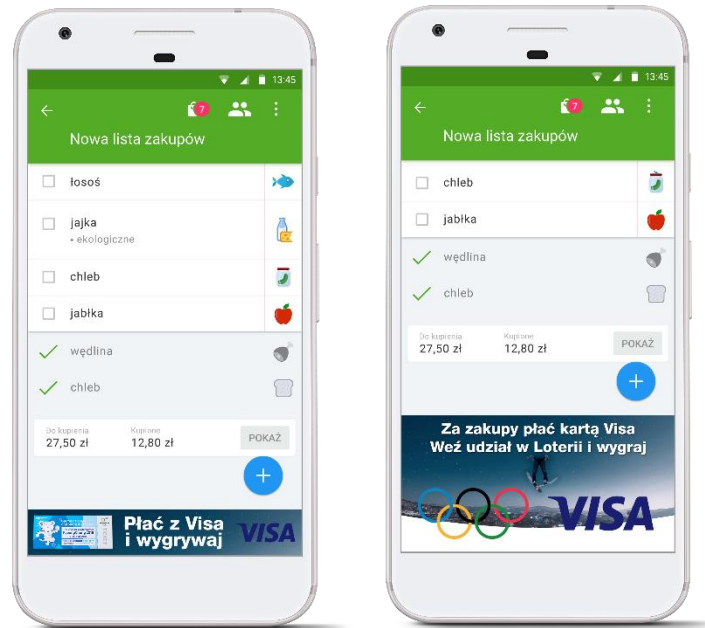 13:45
7
Nowa lista zakupów
łosoś
jajka
• ekologiczne
chleb
jabłka
wędlina
chleb
Do kupienia
27,50 zł
Kupione
12,80 zł
POKAŻ
Płać z Visa
i wygrywaj
VISA
13:45
7
Nowa lista zakupów
chleb
jabłka
wędlina
chleb
Do kupienia
27,50 zł
Kupione
12,80 zł
POKAŻ
Za zakupy płać kartą Visa
Weź udział w Loterii i wygraj
VISA